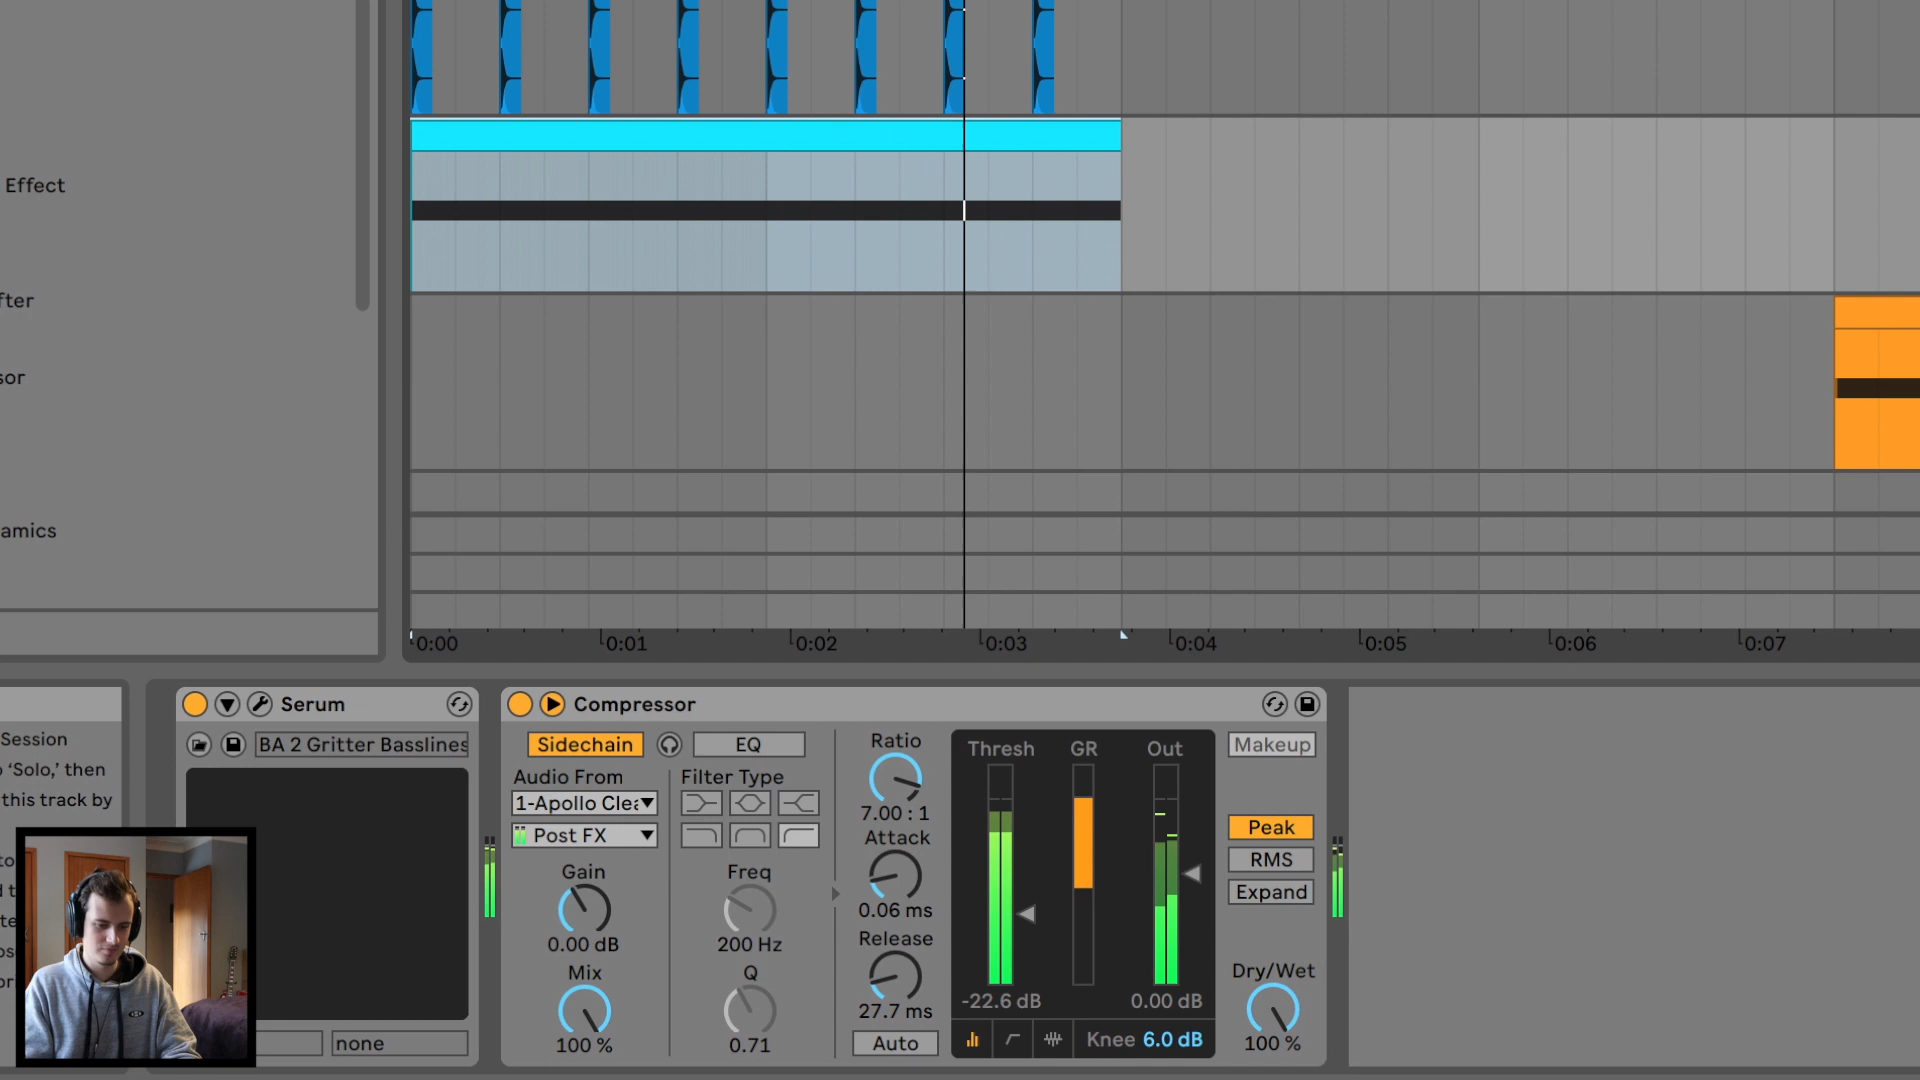 Effect
fter
sor
amics
0:00
0:01
0:02
0:03
0:04
0:05
0:06
0:07
Session
‘Solo,’ then
this track by
Serum
BA 2 Gritter Basslines
none
Compressor
Sidechain
EQ
Audio From
1-Apollo Clea
Post FX
Gain
0.00 dB
Mix
100 %
Filter Type
Freq
200 Hz
Q
0.71
Ratio
7.00 : 1
Attack
0.06 ms
Release
27.7 ms
Auto
Thresh
GR
Out
-22.6 dB
0.00 dB
Knee 6.0 dB
Makeup
Peak
RMS
Expand
Dry/Wet
100 %